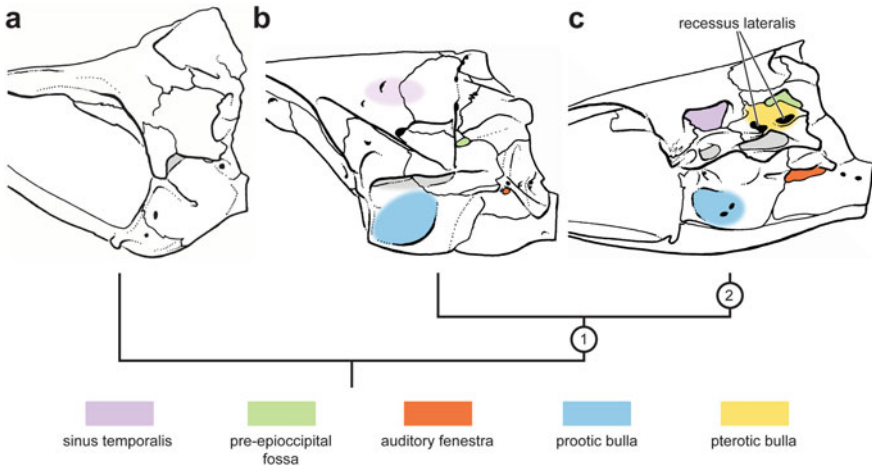 a
b
c
recessus lateralis
2
1
sinus temporalis
pre-epioccipital
fossa
auditory fenestra
prootic bulla
pterotic bulla